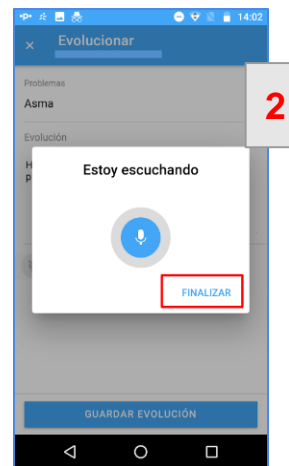 14:02
Evolucionar
Problemas
Asma
2
Evolución
H
P
Estoy escuchando
FINALIZAR
GUARDAR EVOLUCIÓN